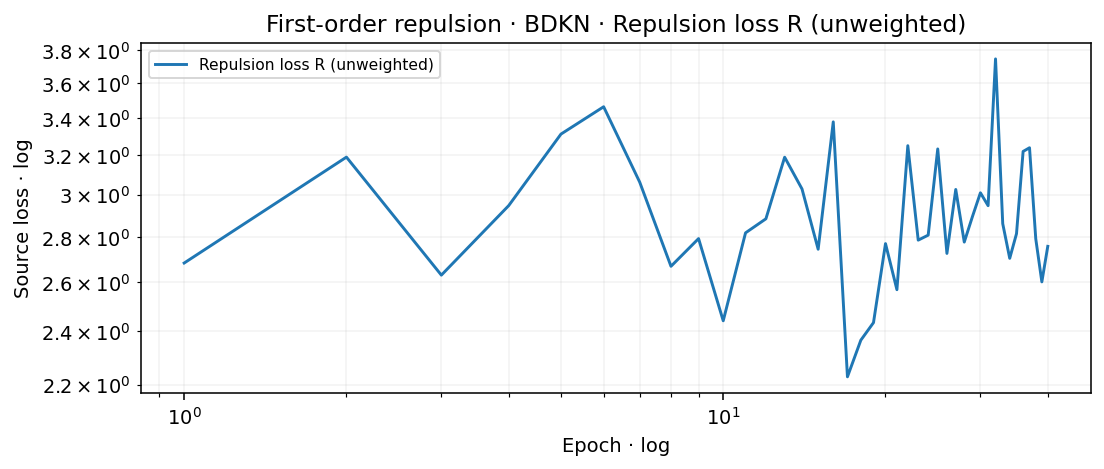 First-order repulsion · BDKN · Repulsion loss R (unweighted)
Repulsion loss R (unweighted)
Source loss · log
3.8 × 10⁰
3.6 × 10⁰
3.4 × 10⁰
3.2 × 10⁰
3 × 10⁰
2.8 × 10⁰
2.6 × 10⁰
2.4 × 10⁰
2.2 × 10⁰
10⁰ 10¹
Epoch · log